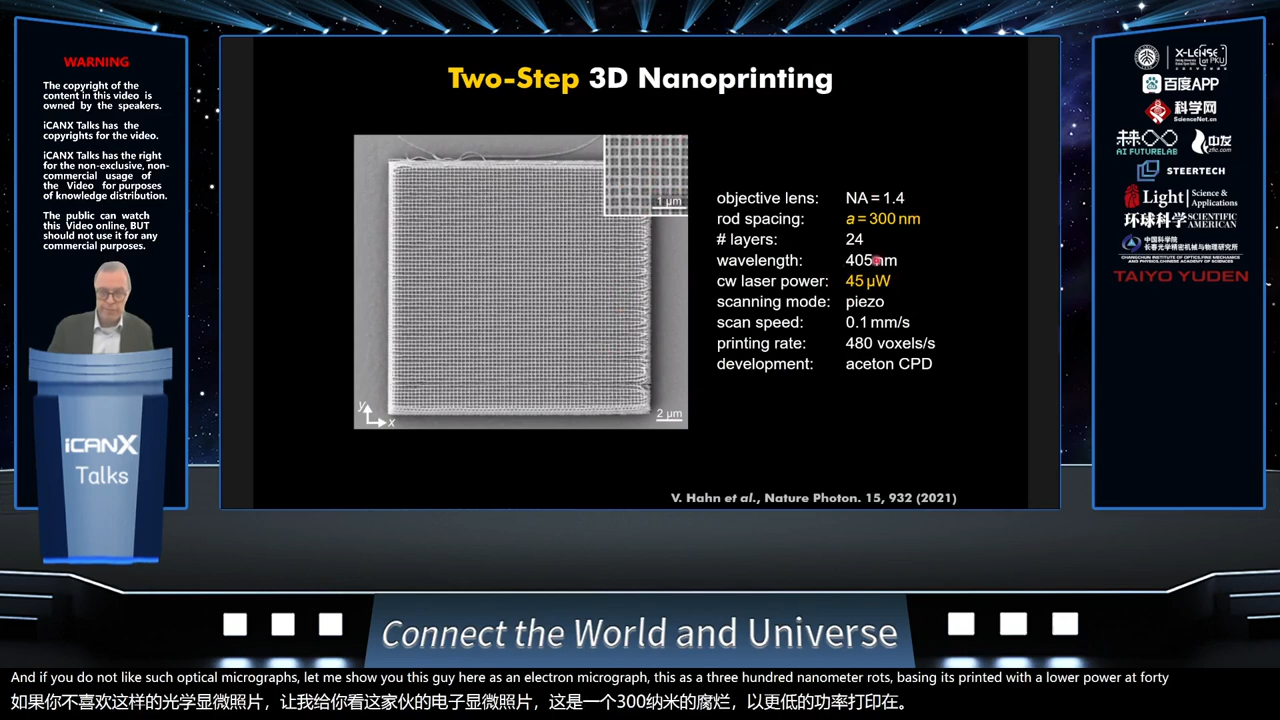 WARNING
The copyright of the
content in this video is
owned by the speakers.
iCANX Talks has the
copyrights for the video.
iCANX Talks has the right
for the non-exclusive, non-
commercial usage of
the Video for purposes
of knowledge distribution.
The public can watch
this Video online, BUT
should not use it for any
commercial purposes.
iCANX
Talks
Two-Step 3D Nanoprinting
1 µm
y
x
2 µm
objective lens: NA = 1.4
rod spacing: a = 300 nm
# layers: 24
wavelength: 405 nm
cw laser power: 45 µW
scanning mode: piezo
scan speed: 0.1 mm/s
printing rate: 480 voxels/s
development: aceton CPD
V. Hahn et al., Nature Photon. 15, 932 (2021)
X-LENSE
at PKU
百度APP
科学网
ScienceNet.cn
AI FUTURELAB
中发
zfic.com
STEERTECH
Light Science & Applications
环球科学 SCIENTIFIC AMERICAN
中国科学院
长春光学精密机械与物理研究所
CHANGCHUN INSTITUTE OF OPTICS,FINE MECHANICS
AND PHYSICS,CHINESE ACADEMY OF SCIENCES
TAIYO YUDEN
Connect the World and Universe
And if you do not like such optical micrographs, let me show you this guy here as an electron micrograph, this as a three hundred nanometer rots, basing its printed with a lower power at forty
如果你不喜欢这样的光学显微照片，让我给你看这家伙的电子显微照片，这是一个300纳米的腐烂，以更低的功率打印在。